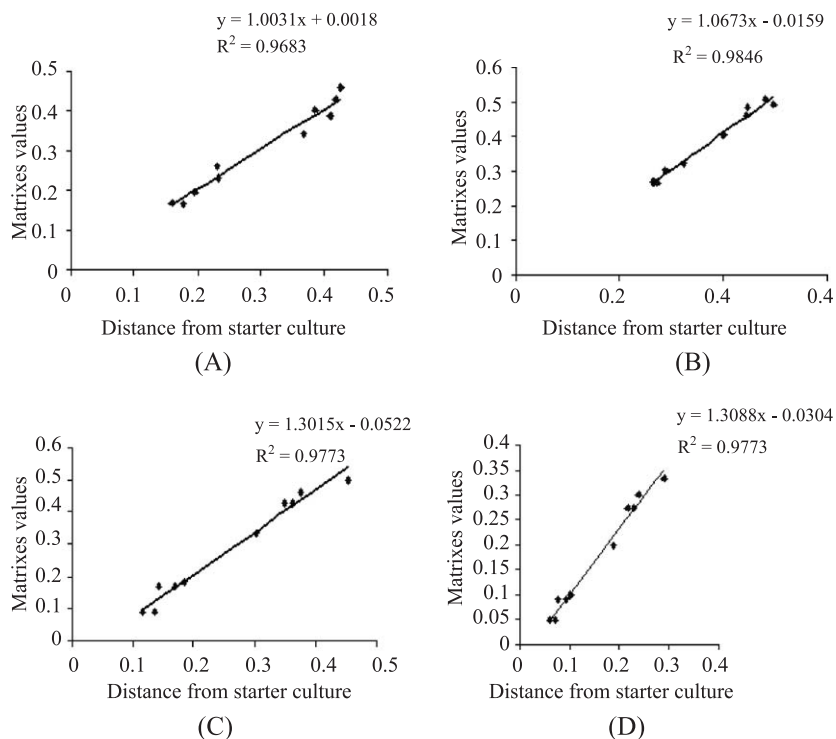 y = 1.0031x + 0.0018
R² = 0.9683
0.5
0.4
0.3
0.2
0.1
0
Matrixes values
0 0.1 0.2 0.3 0.4 0.5
Distance from starter culture
(A)
y = 1.0673x - 0.0159
R² = 0.9846
0.6
0.5
0.4
0.3
0.2
0.1
0
Matrixes values
0 0.2 0.4 0.4
Distance from starter culture
(B)
y = 1.3015x - 0.0522
R² = 0.9773
0.6
0.5
0.4
0.3
0.2
0.1
0
Matrixes values
0 0.1 0.2 0.3 0.4 0.5
Distance from starter culture
(C)
y = 1.3088x - 0.0304
R² = 0.9773
0.4
0.35
0.3
0.25
0.2
0.15
0.1
0.05
0
Matrixes values
0 0.1 0.2 0.3 0.4
Distance from starter culture
(D)